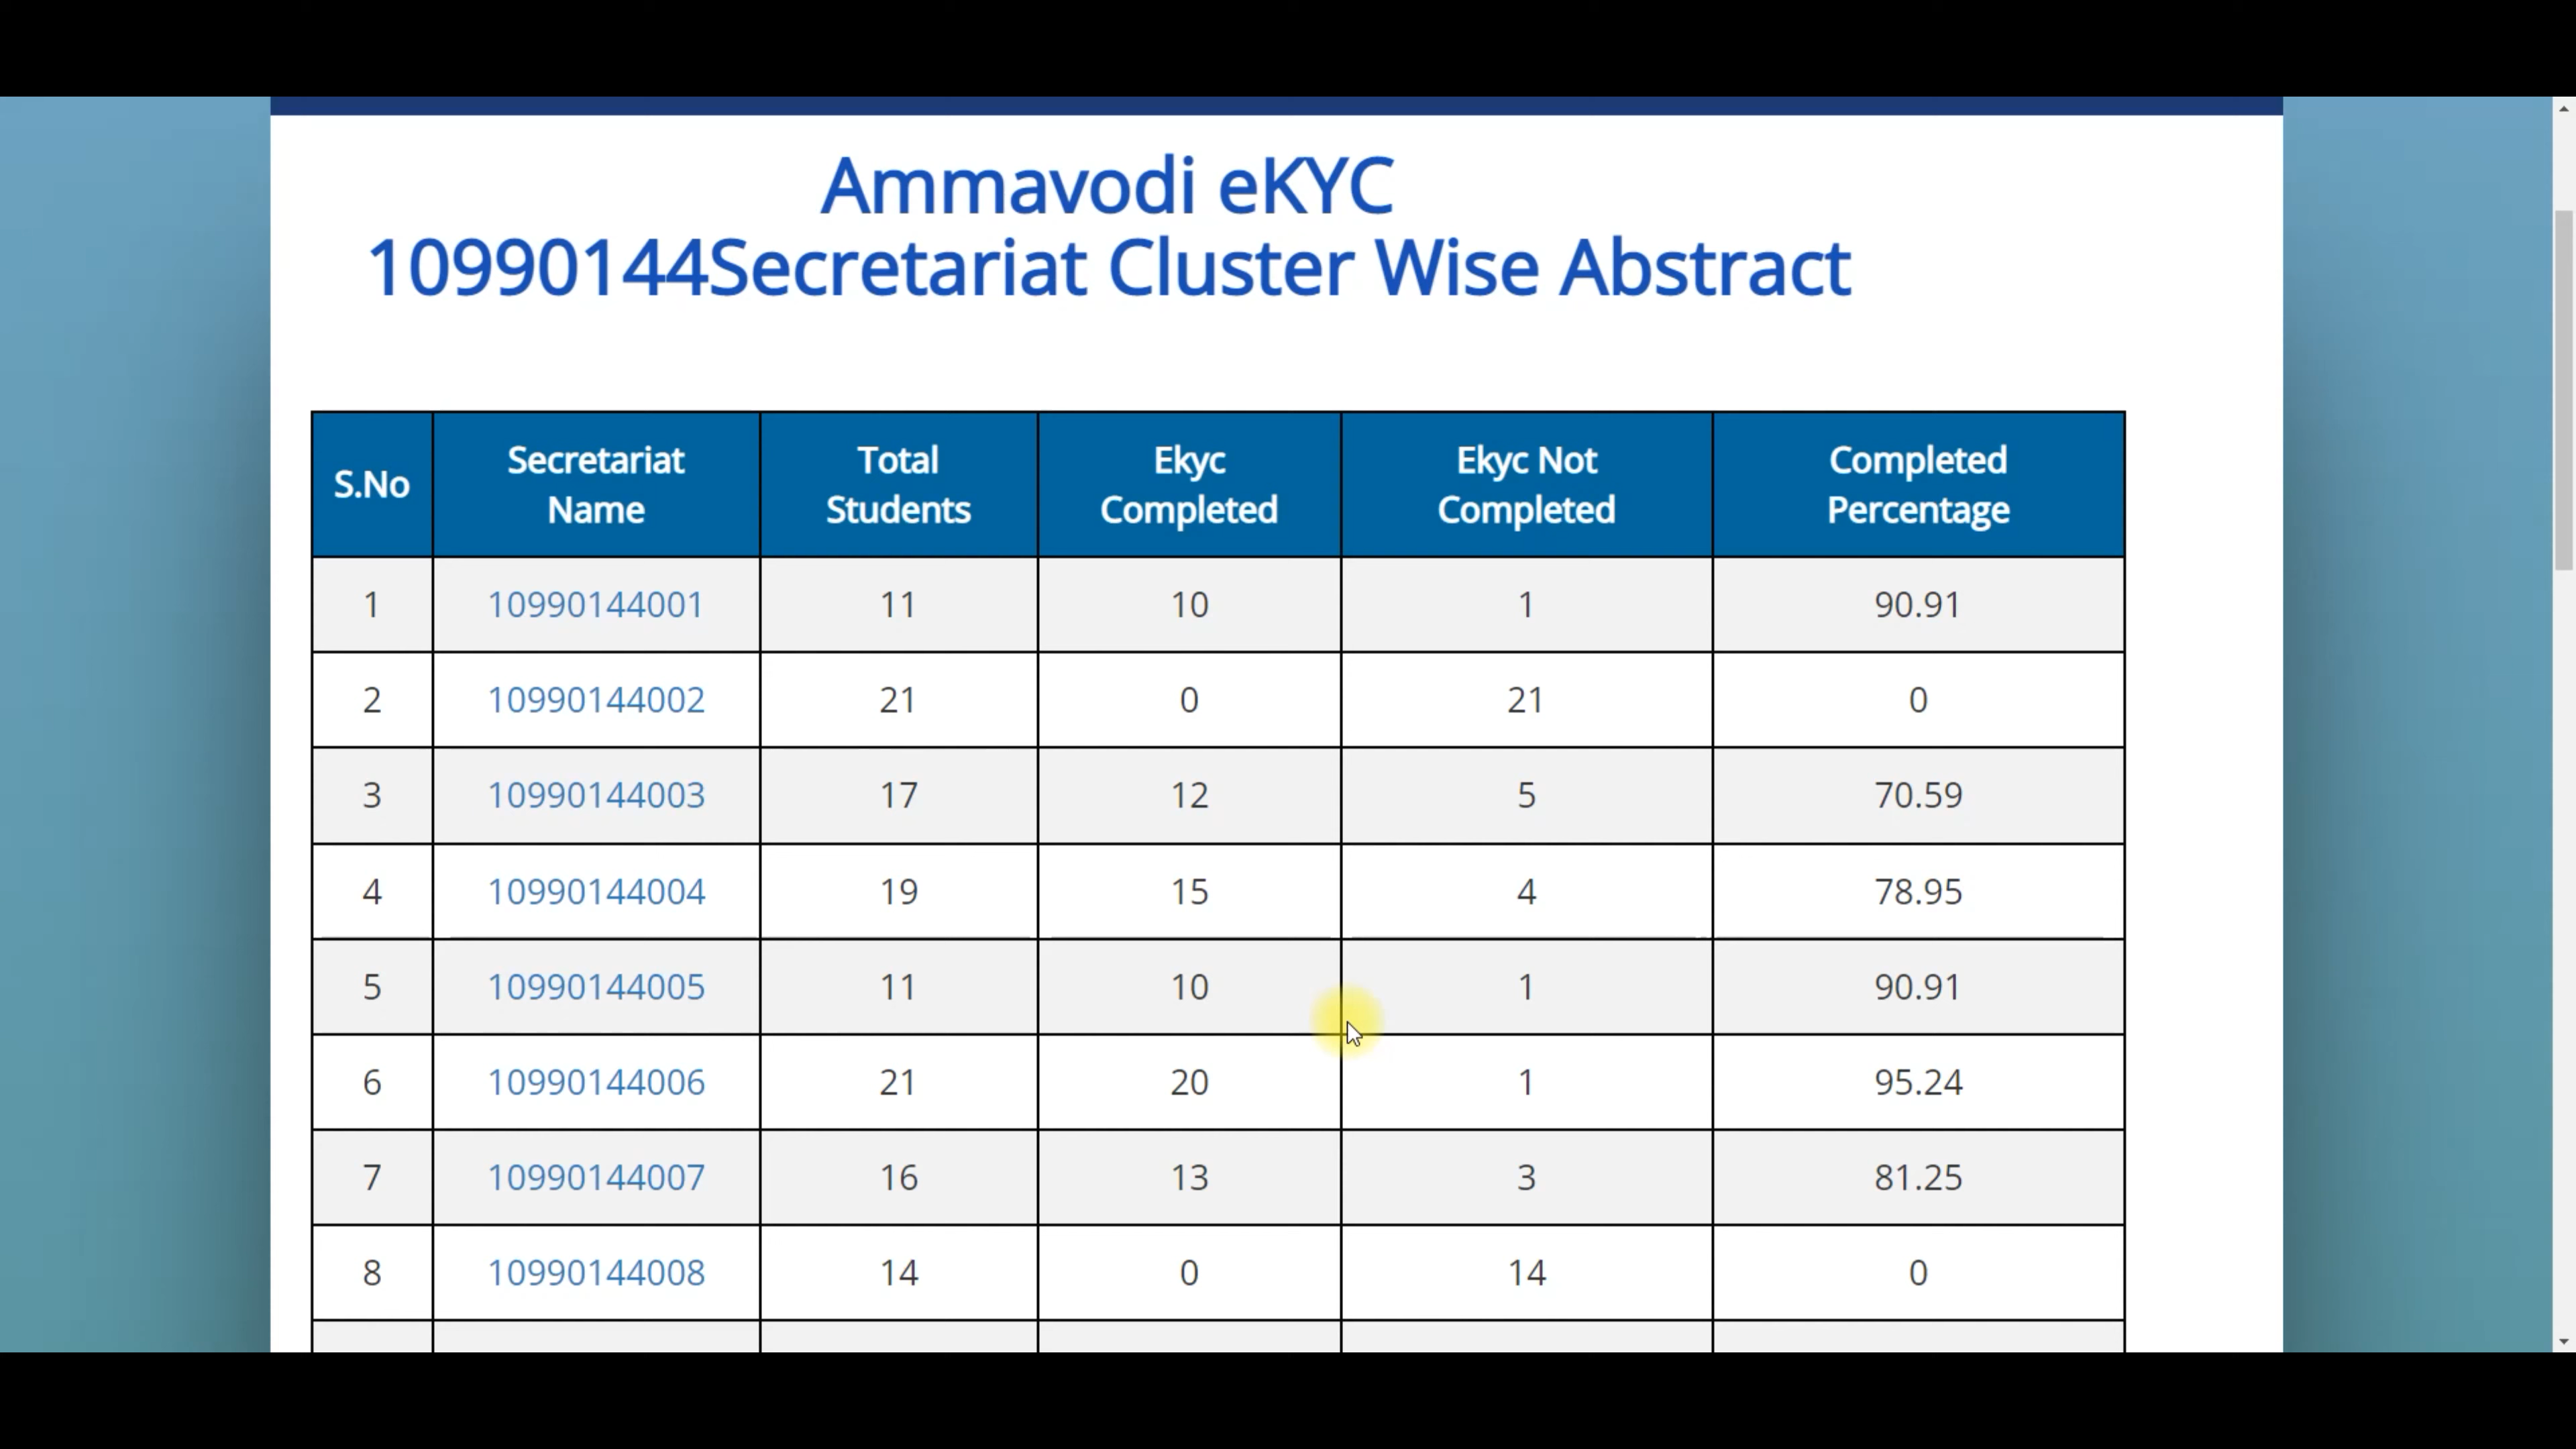 Ammavodi eKYC
10990144Secretariat Cluster Wise Abstract
S.No Secretariat Name Total Students Ekyc Completed Ekyc Not Completed Completed Percentage
1 10990144001 11 10 1 90.91
2 10990144002 21 0 21 0
3 10990144003 17 12 5 70.59
4 10990144004 19 15 4 78.95
5 10990144005 11 10 1 90.91
6 10990144006 21 20 1 95.24
7 10990144007 16 13 3 81.25
8 10990144008 14 0 14 0